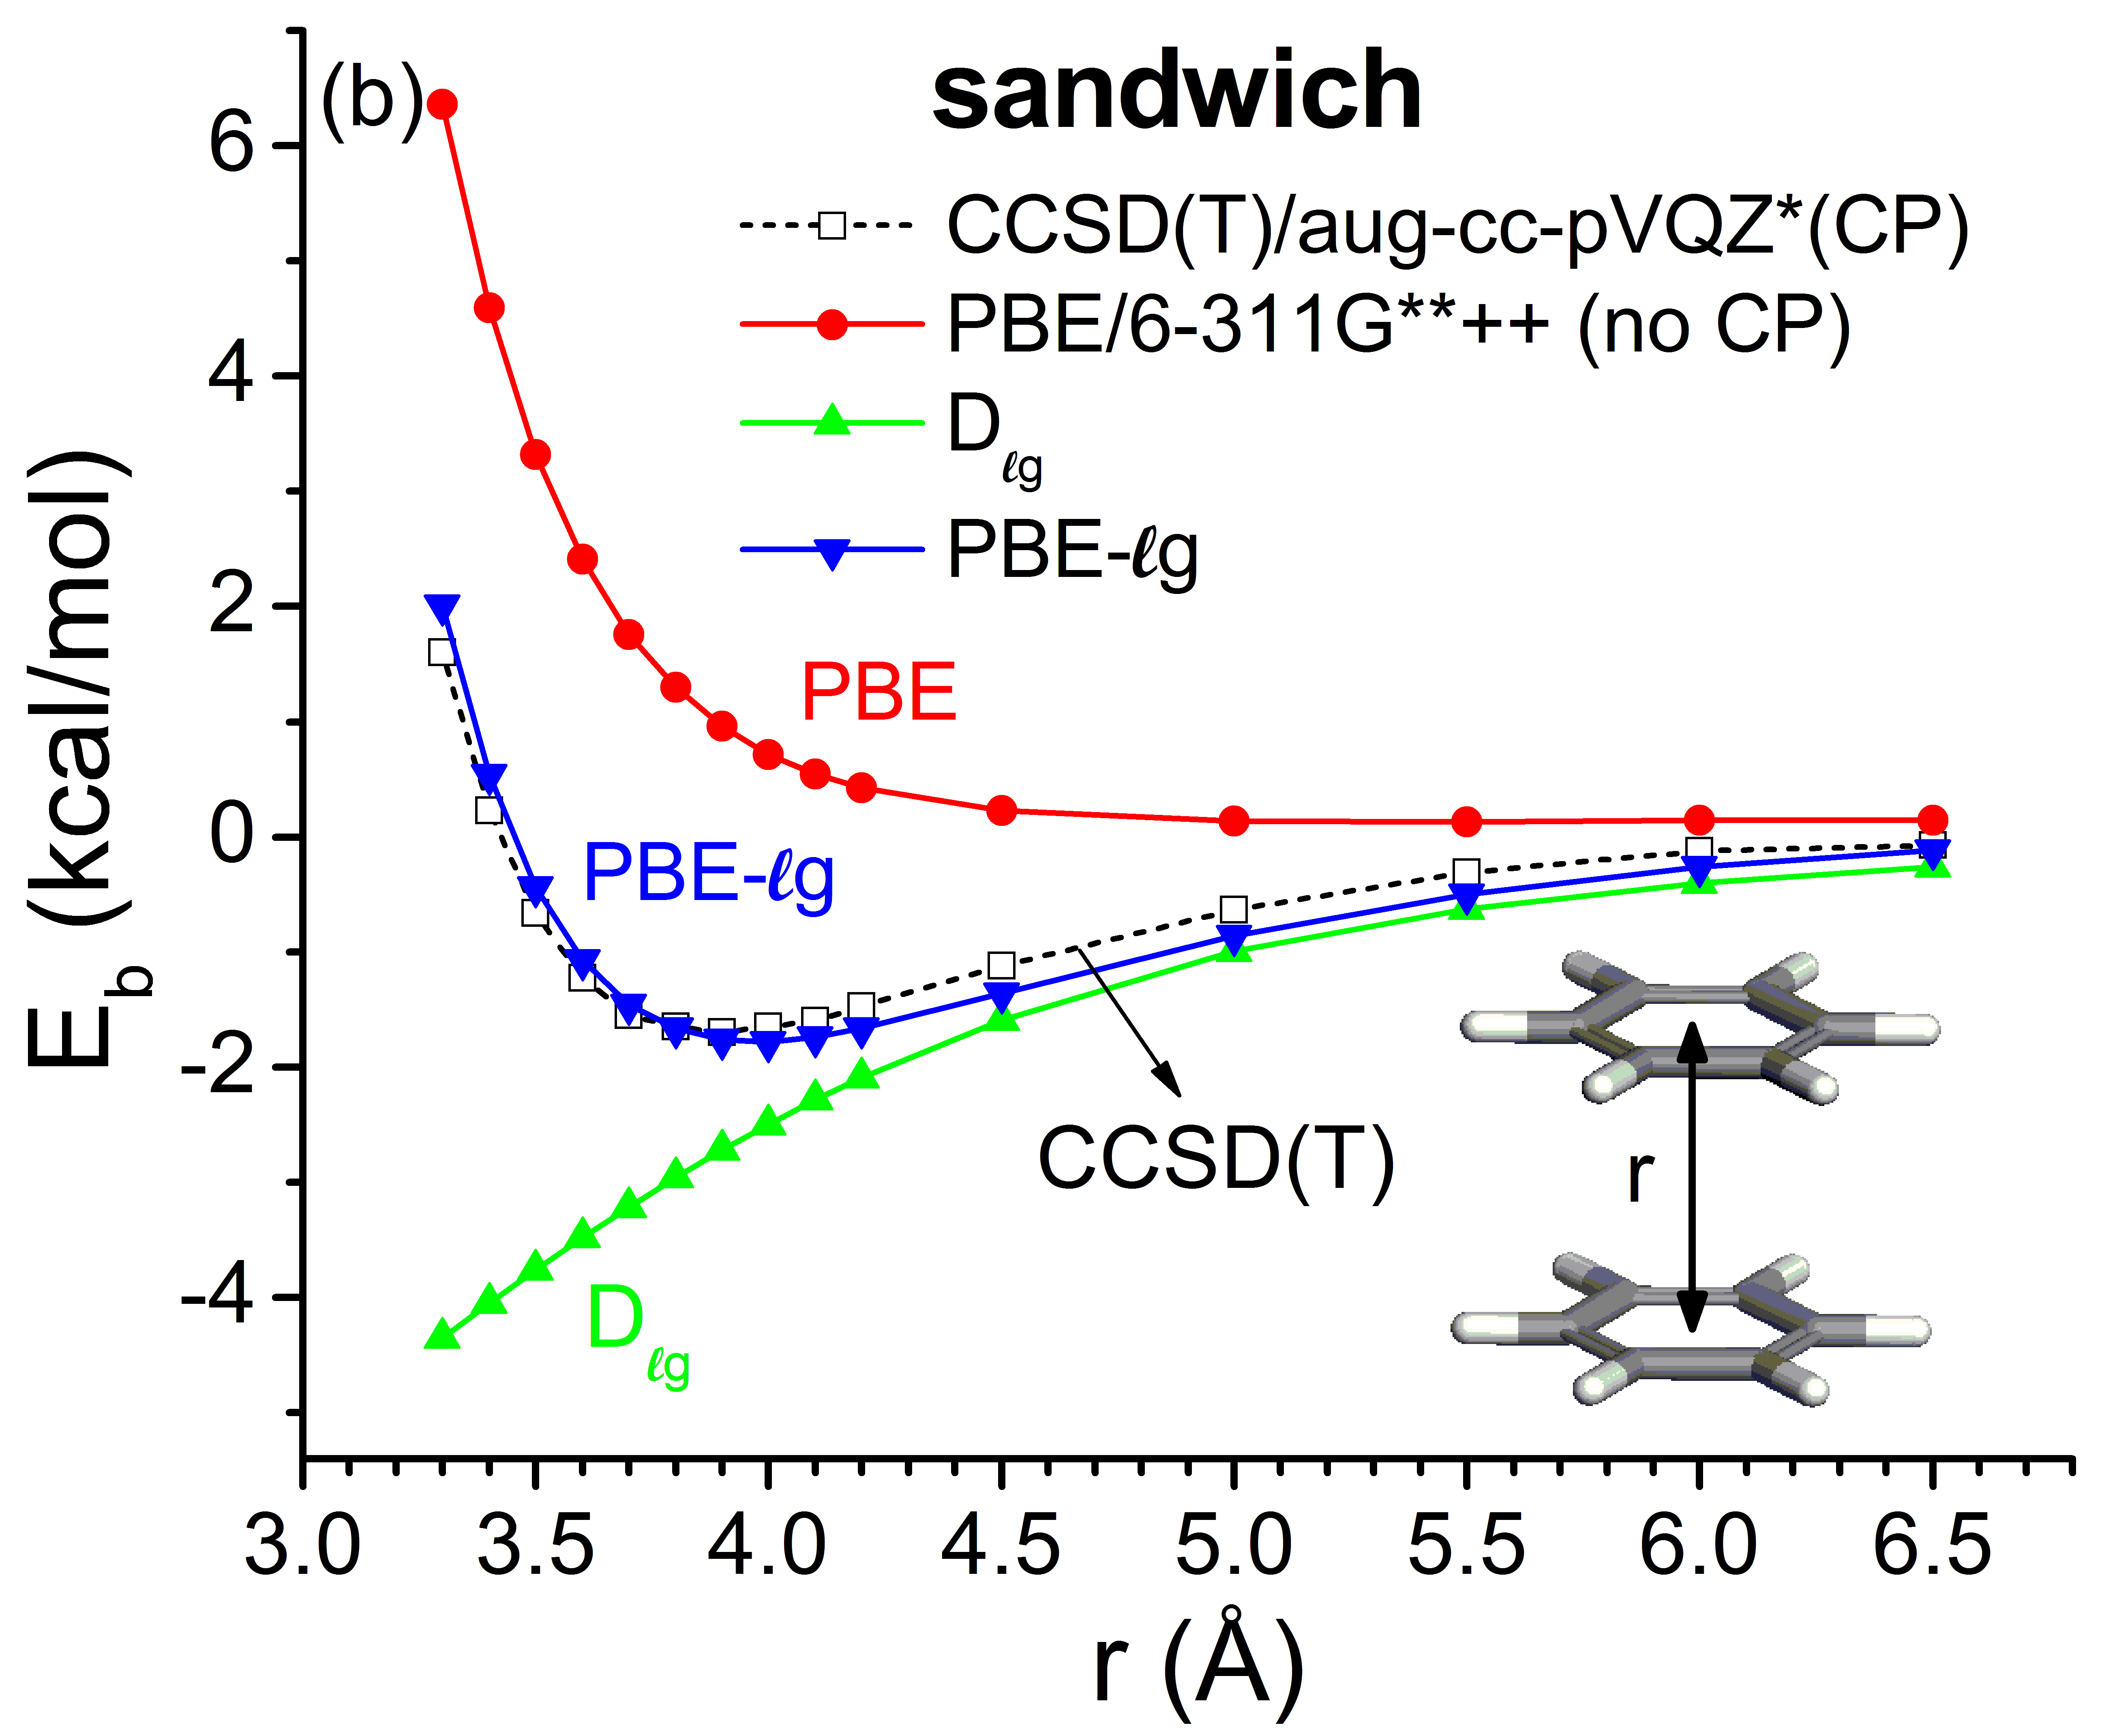 (b)
sandwich
CCSD(T)/aug-cc-pVQZ*(CP)
PBE/6-311G**++ (no CP)
Dℓg
PBE-ℓg
E_b (kcal/mol)
6
4
2
0
-2
-4
PBE
PBE-ℓg
CCSD(T)
Dℓg
r
3.0 3.5 4.0 4.5 5.0 5.5 6.0 6.5
r (Å)